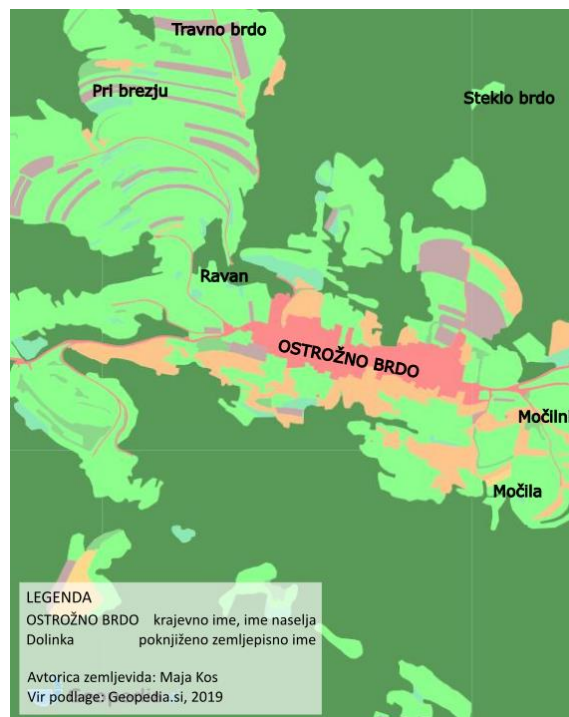 Travno brdo
Pri brezju
Steklo brdo
Ravan
OSTROŽNO BRDO
Močilni
Močila
LEGENDA
OSTROŽNO BRDO krajevno ime, ime naselja
Dolinka poknjiženo zemljepisno ime
Avtorica zemljevida: Maja Kos
Vir podlage: Geopedia.si, 2019